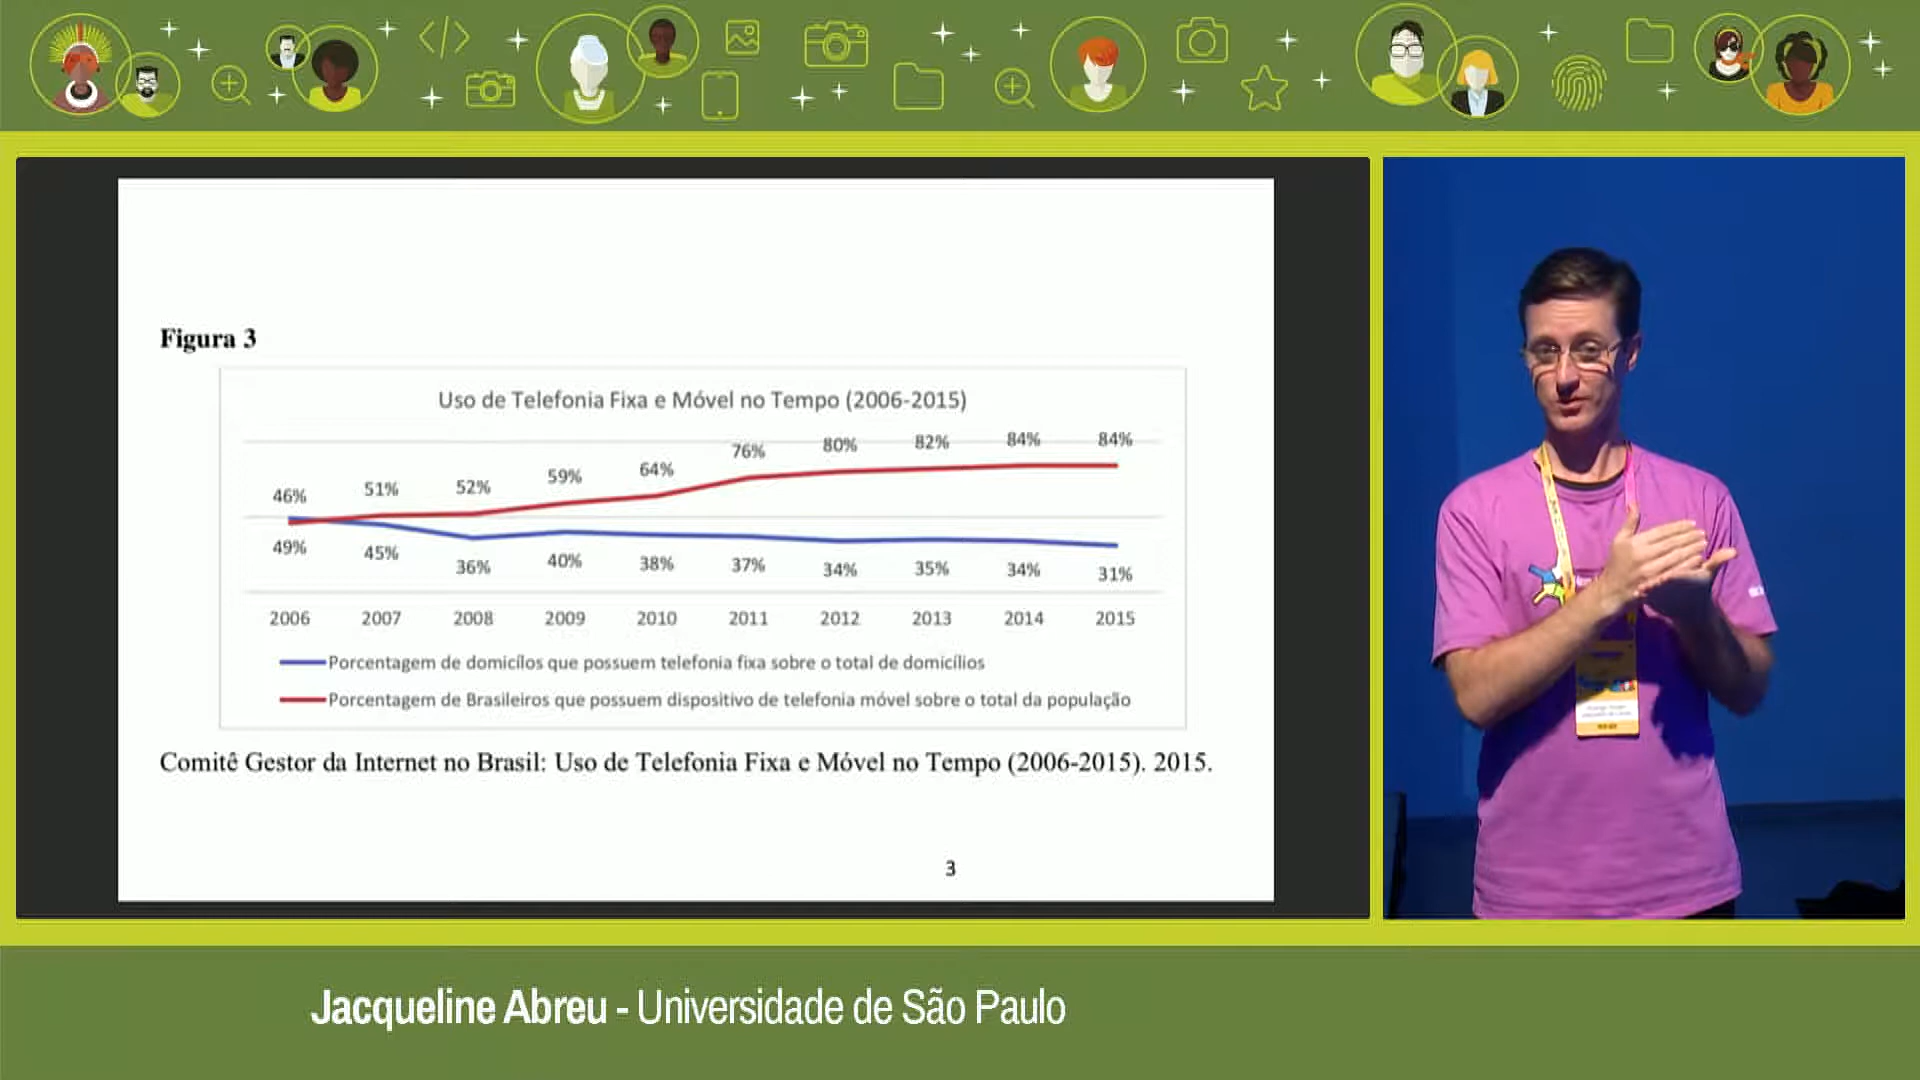 Figura 3
Uso de Telefonia Fixa e Móvel no Tempo (2006-2015)
46% 51% 52% 59% 64% 76% 80% 82% 84% 84%
49% 45% 36% 40% 38% 37% 34% 35% 34% 31%
2006 2007 2008 2009 2010 2011 2012 2013 2014 2015
Porcentagem de domicílos que possuem telefonia fixa sobre o total de domicílios
Porcentagem de Brasileiros que possuem dispositivo de telefonia móvel sobre o total da população
Comitê Gestor da Internet no Brasil: Uso de Telefonia Fixa e Móvel no Tempo (2006-2015). 2015.
3
Jacqueline Abreu - Universidade de São Paulo